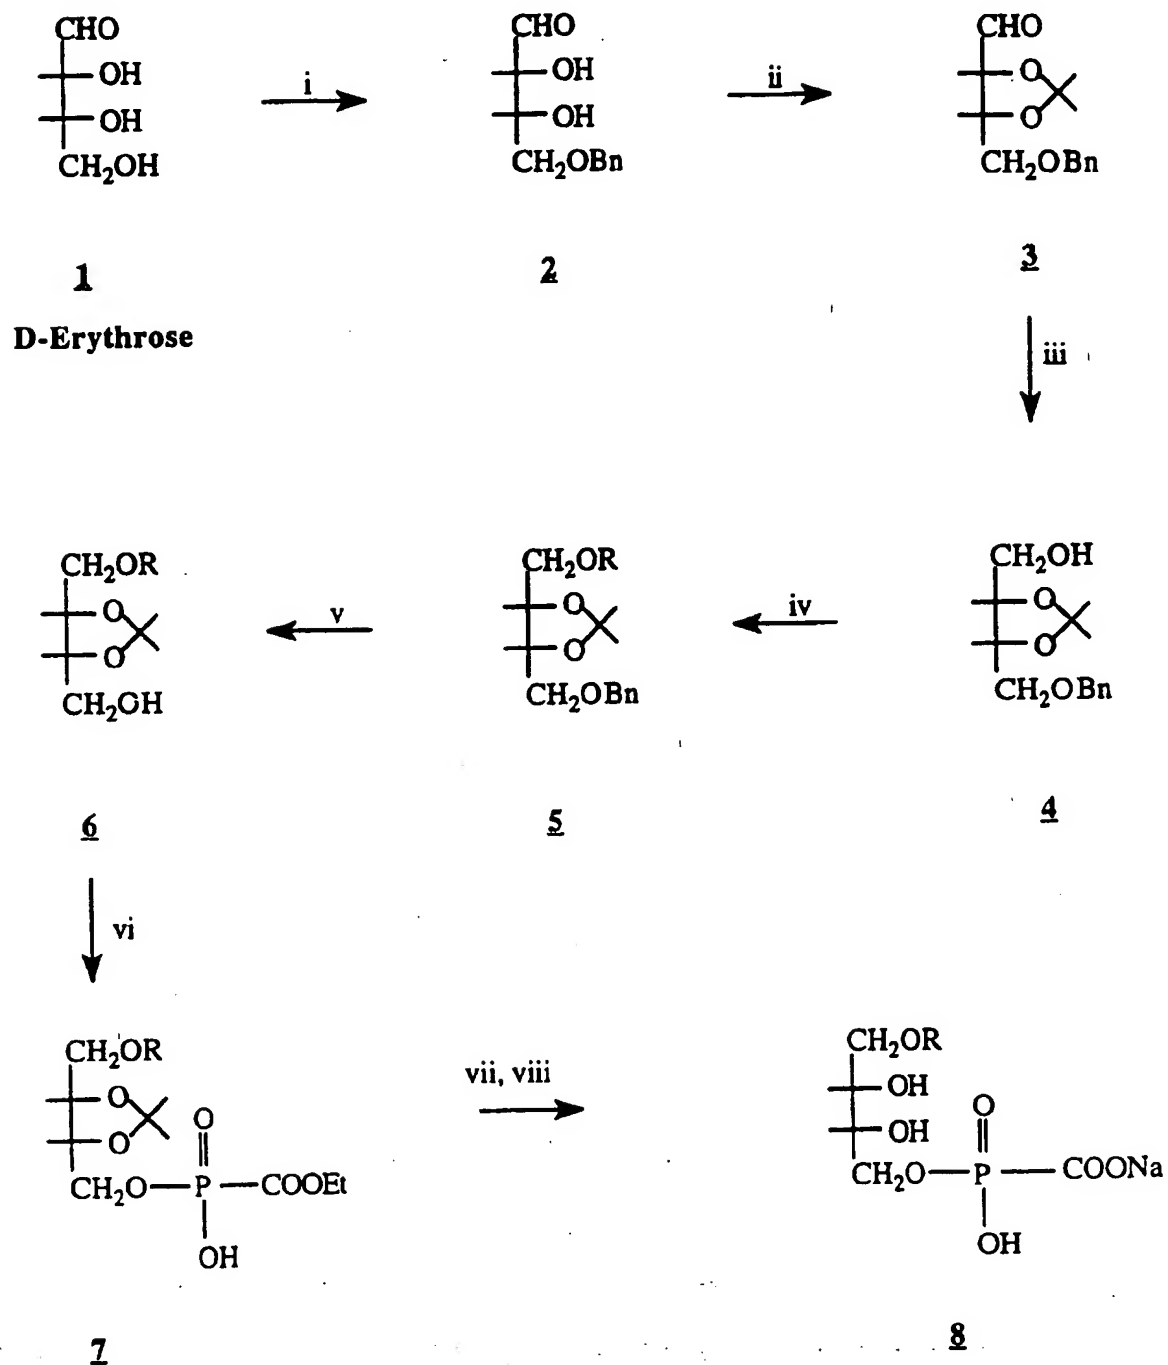 CHO
OH
OH
CH2OH
1
D-Erythrose
i
CHO
OH
OH
CH2OBn
2
ii
CHO
O
O
CH2OBn
3
iii
CH2OH
O
O
CH2OBn
4
iv
CH2OR
O
O
CH2OBn
5
v
CH2OR
O
O
CH2OH
6
vi
CH2OR
O
O
O
CH2O P COOEt
OH
7
vii, viii
CH2OR
OH
OH
O
CH2O P COONa
OH
8